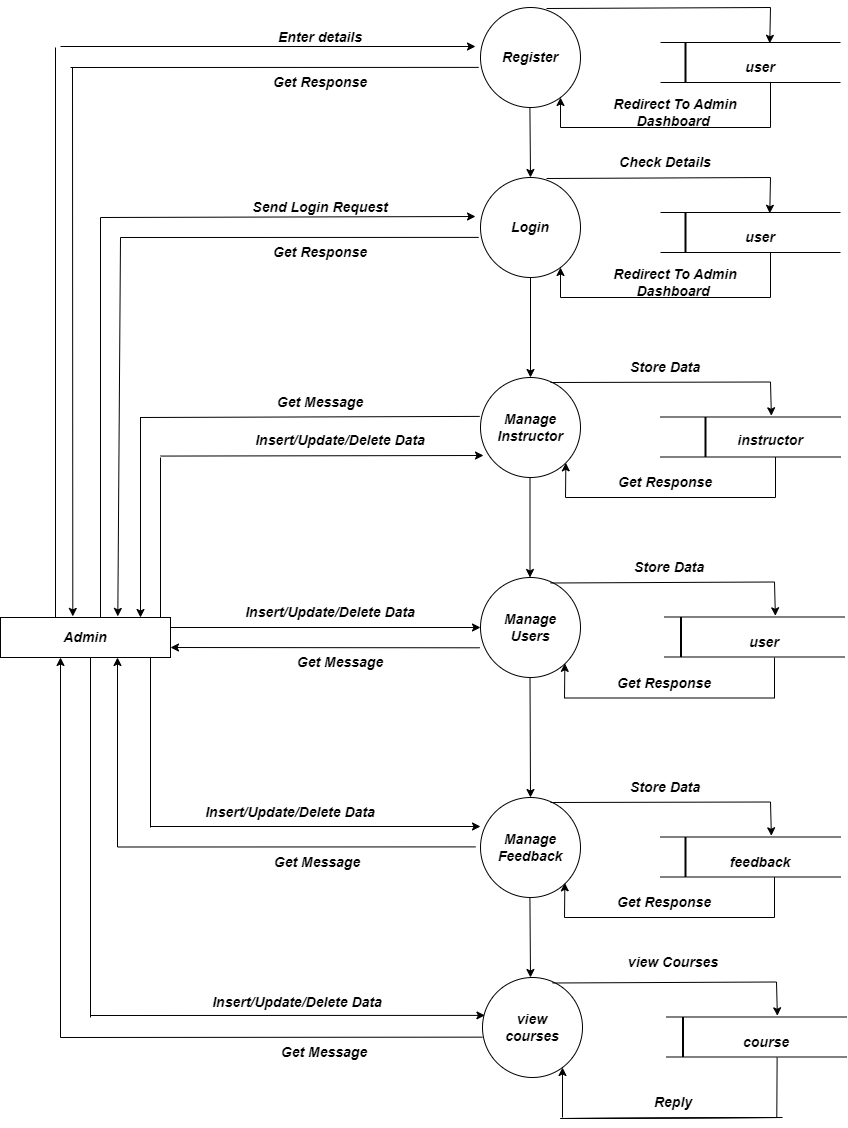 Enter details
Register
Get Response
user
Redirect To Admin
Dashboard
Check Details
Send Login Request
Login
Get Response
user
Redirect To Admin
Dashboard
Store Data
Get Message
Manage
Instructor
Insert/Update/Delete Data
instructor
Get Response
Store Data
Insert/Update/Delete Data
Manage
Users
Admin
user
Get Message
Get Response
Store Data
Insert/Update/Delete Data
Manage
Feedback
Get Message
feedback
Get Response
view Courses
Insert/Update/Delete Data
view
courses
course
Get Message
Reply